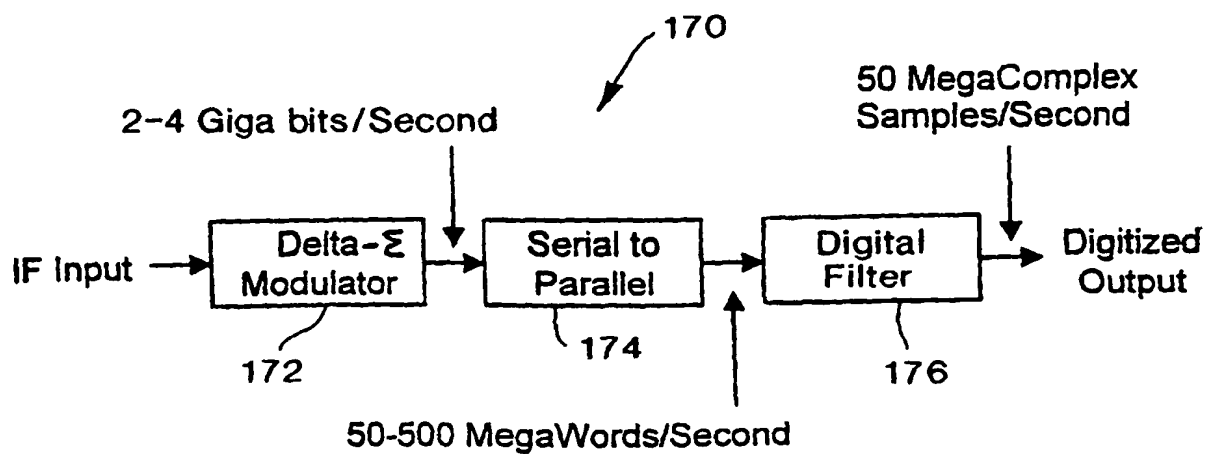 170
50 MegaComplex
Samples/Second
2-4 Giga bits/Second
IF Input
Delta-Σ
Modulator
Serial to
Parallel
Digital
Filter
Digitized
Output
172
174
176
50-500 MegaWords/Second